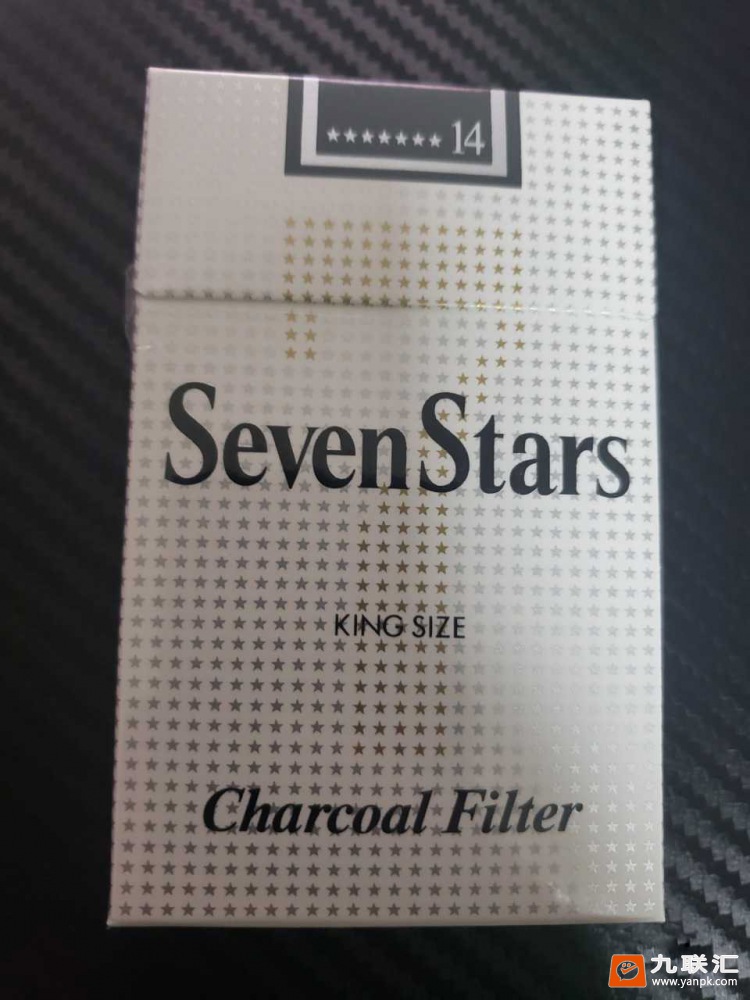 ★★★★★★★ 14
Seven Stars
KING SIZE
Charcoal Filter
九联汇
www.yanpk.com